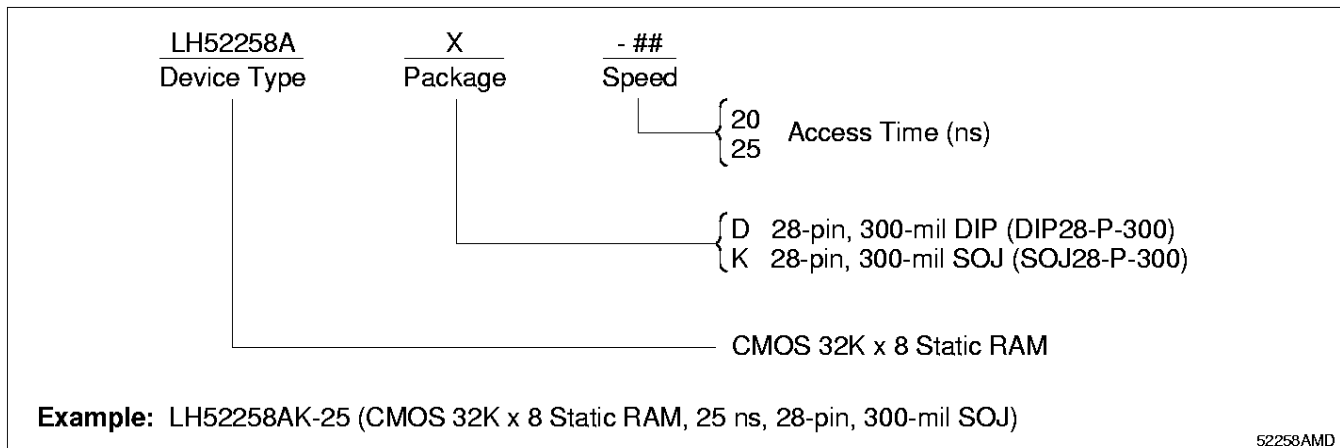 LH52258A X - ##
Device Type Package Speed
20
25
Access Time (ns)
D 28-pin, 300-mil DIP (DIP28-P-300)
K 28-pin, 300-mil SOJ (SOJ28-P-300)
CMOS 32K x 8 Static RAM
Example: LH52258AK-25 (CMOS 32K x 8 Static RAM, 25 ns, 28-pin, 300-mil SOJ)
52258AMD